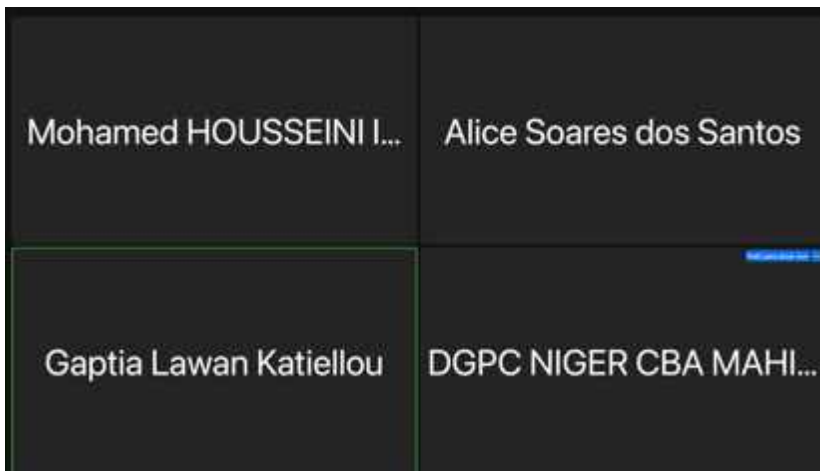 Mohamed HOUSSEINI I...
Alice Soares dos Santos
Gaptia Lawan Katiellou
DGPC NIGER CBA MAHI...